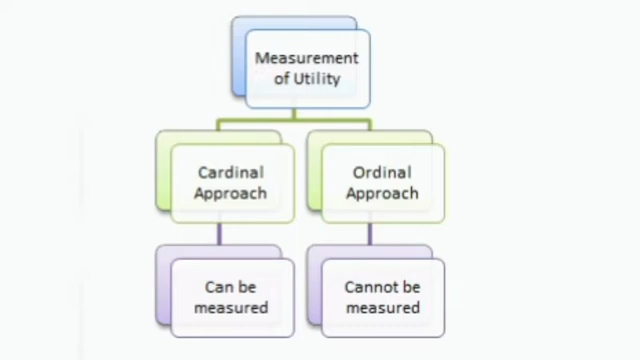 Measurement
of Utility
Cardinal
Approach
Ordinal
Approach
Can be
measured
Cannot be
measured